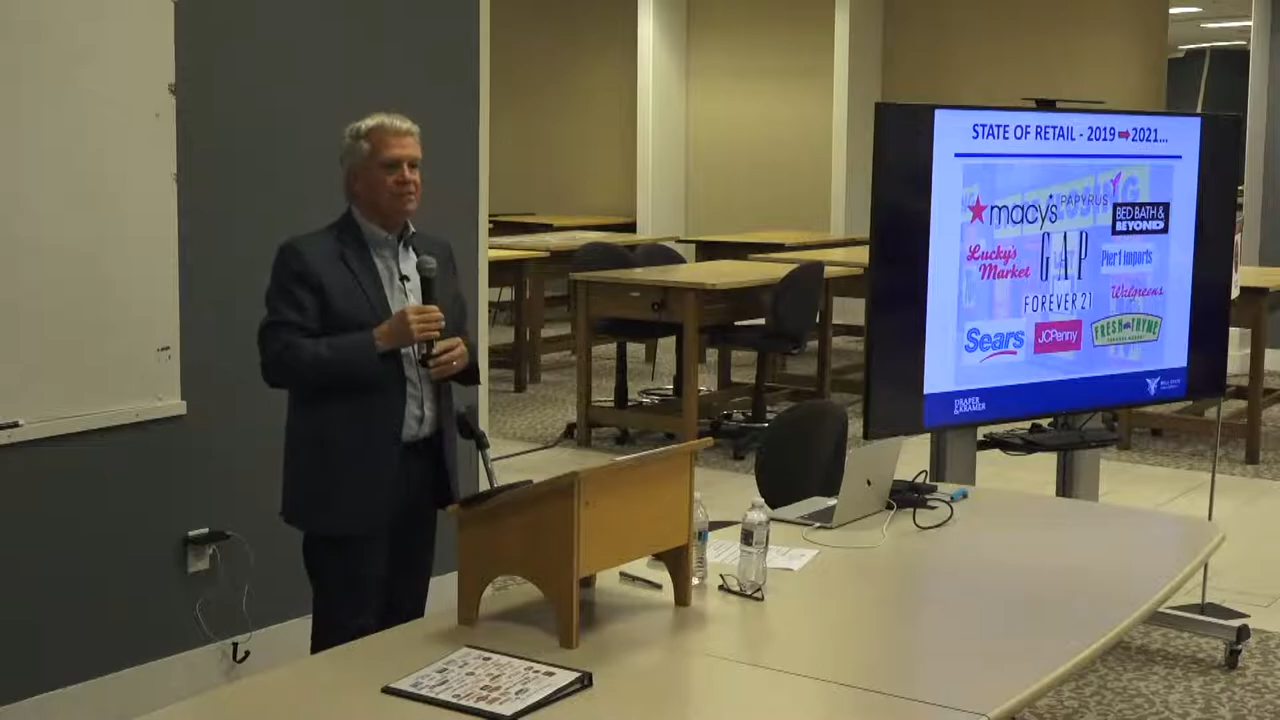 STATE OF RETAIL - 2019 ➡ 2021...
macy's
PAPYRUS
BED BATH &
BEYOND
Lucky's
Market
GAP
Pier 1 imports
Walgreens
FOREVER 21
Sears
JCPenny
FRESH THYME
DRAPER
&KRAMER